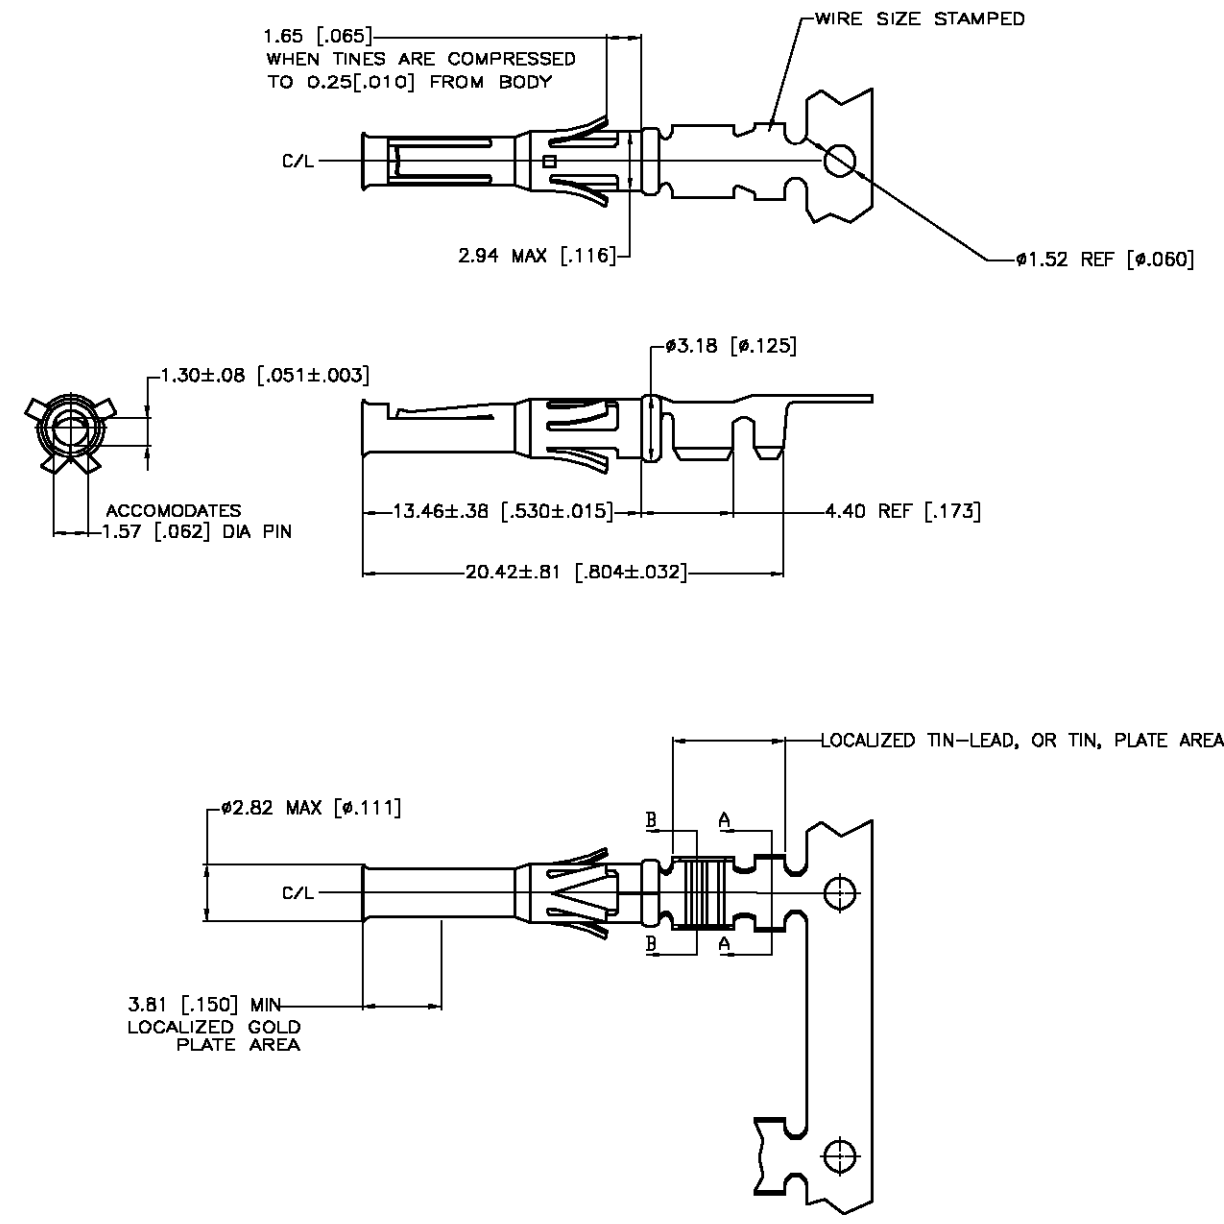 WIRE SIZE STAMPED
1.65 [.065]
WHEN TINES ARE COMPRESSED
TO 0.25[.010] FROM BODY
C/L
2.94 MAX [.116]
ø1.52 REF [ø.060]
ø3.18 [ø.125]
1.30±.08 [.051±.003]
ACCOMODATES
1.57 [.062] DIA PIN
13.46±.38 [.530±.015]
4.40 REF [.173]
20.42±.81 [.804±.032]
LOCALIZED TIN-LEAD, OR TIN, PLATE AREA
ø2.82 MAX [ø.111]
B A
C/L
B A
3.81 [.150] MIN
LOCALIZED GOLD
PLATE AREA